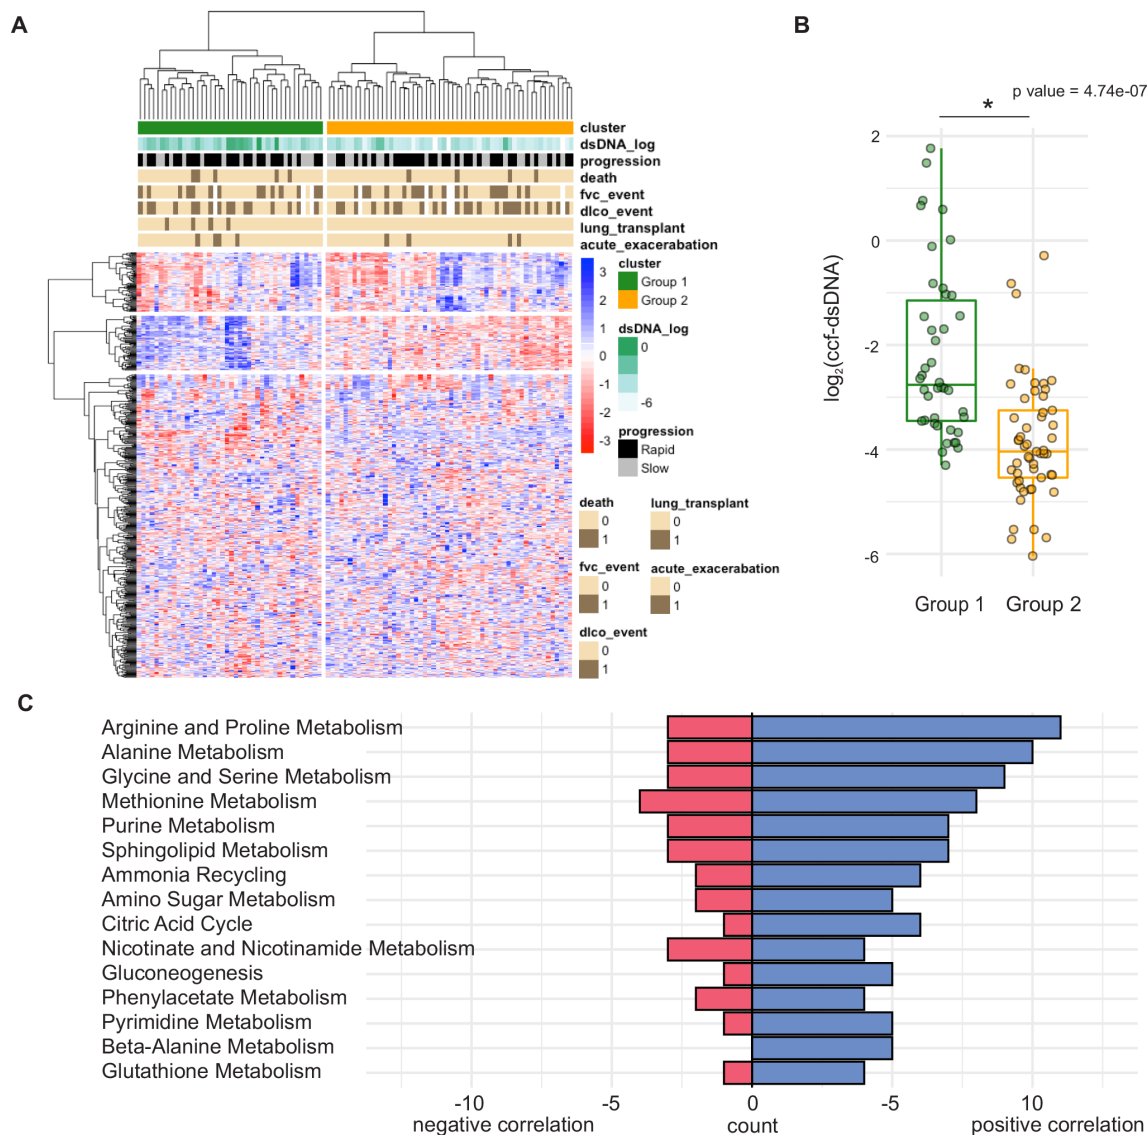 A
cluster
dsDNA_log
progression
death
fvc_event
dlco_event
lung_transplant
acute_exacerabation
3
2
1
0
-1
-2
-3
cluster
Group 1
Group 2
dsDNA_log
0
-6
progression
Rapid
Slow
death
0
1
lung_transplant
0
1
fvc_event
0
1
acute_exacerabation
0
1
dlco_event
0
1
B
p value = 4.74e-07
*
log2(ccf-dsDNA)
2
0
-2
-4
-6
Group 1 Group 2
C
Arginine and Proline Metabolism
Alanine Metabolism
Glycine and Serine Metabolism
Methionine Metabolism
Purine Metabolism
Sphingolipid Metabolism
Ammonia Recycling
Amino Sugar Metabolism
Citric Acid Cycle
Nicotinate and Nicotinamide Metabolism
Gluconeogenesis
Phenylacetate Metabolism
Pyrimidine Metabolism
Beta-Alanine Metabolism
Glutathione Metabolism
-10 -5 0 -5 10
negative correlation count positive correlation